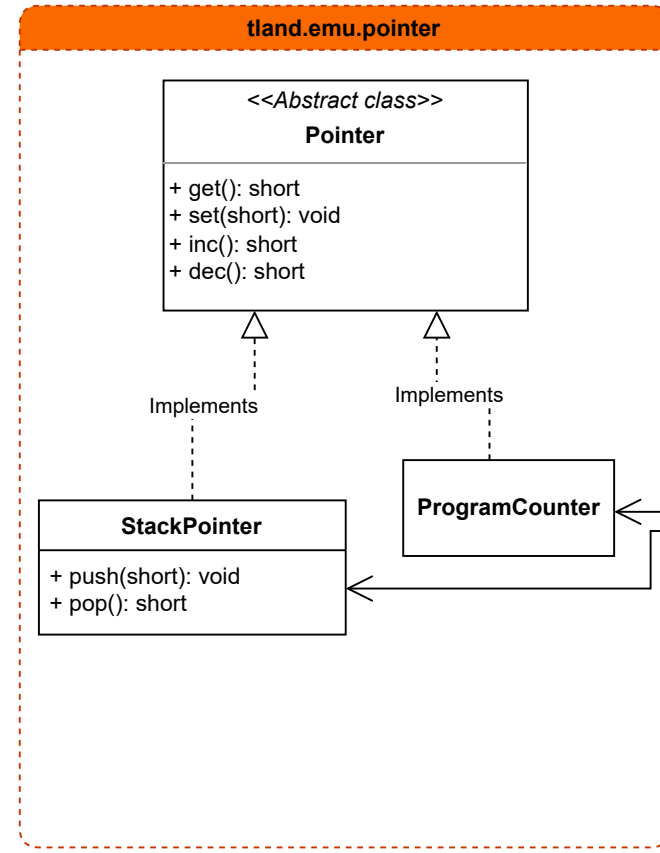 tland.emu.pointer
<<Abstract class>>
Pointer
+ get(): short
+ set(short): void
+ inc(): short
+ dec(): short
Implements
Implements
StackPointer
+ push(short): void
+ pop(): short
ProgramCounter